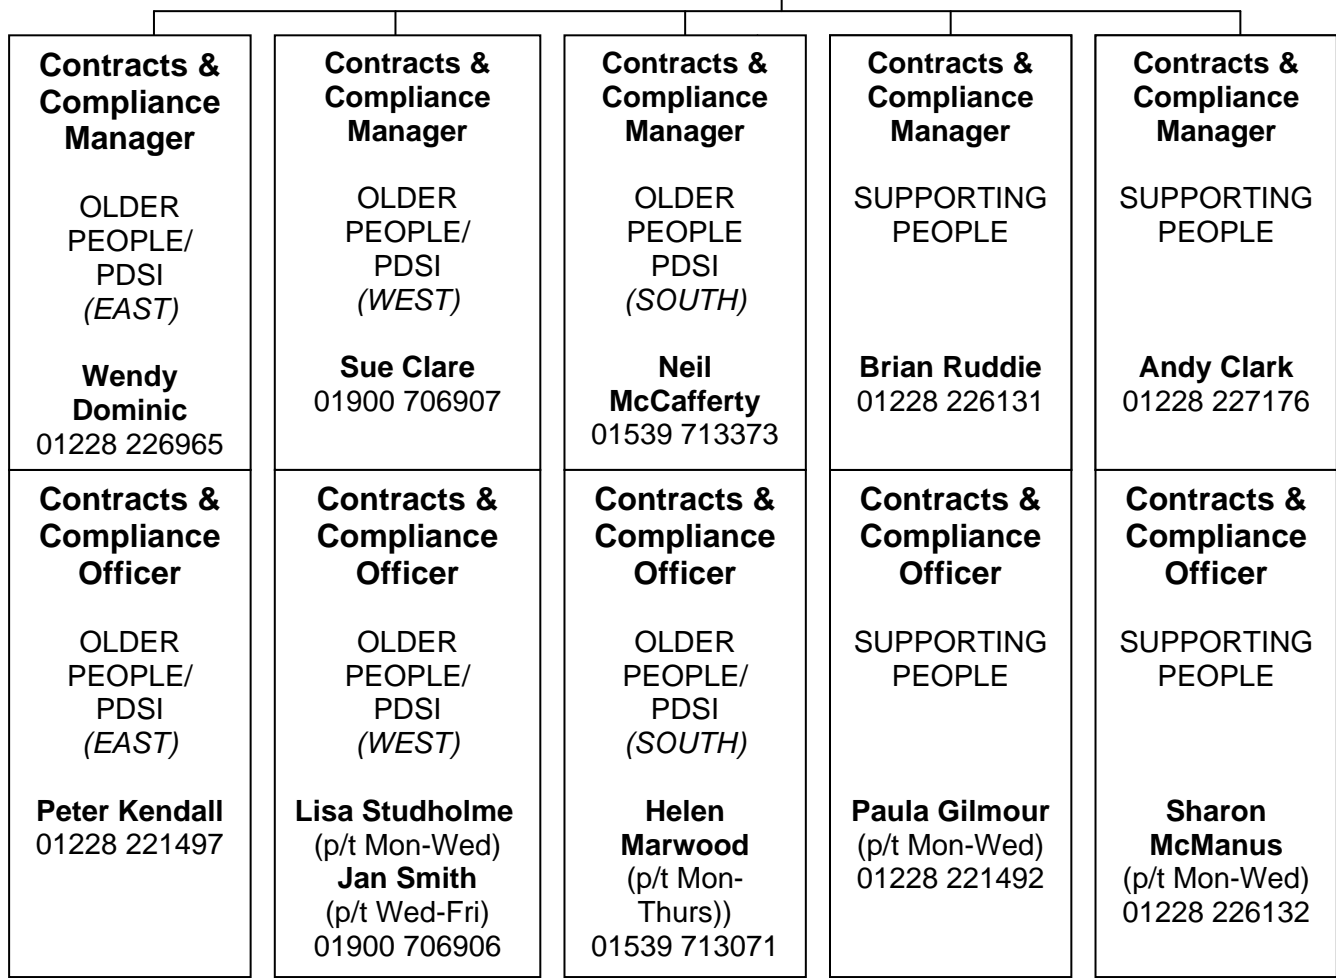 Contracts &
Compliance
Manager
OLDER
PEOPLE/
PDSI
(EAST)
Wendy
Dominic
01228 226965
Contracts &
Compliance
Manager
OLDER
PEOPLE/
PDSI
(WEST)
Sue Clare
01900 706907
Contracts &
Compliance
Manager
OLDER
PEOPLE
PDSI
(SOUTH)
Neil
McCafferty
01539 713373
Contracts &
Compliance
Manager
SUPPORTING
PEOPLE
Brian Ruddie
01228 226131
Contracts &
Compliance
Manager
SUPPORTING
PEOPLE
Andy Clark
01228 227176
Contracts &
Compliance
Officer
OLDER
PEOPLE/
PDSI
(EAST)
Peter Kendall
01228 221497
Contracts &
Compliance
Officer
OLDER
PEOPLE/
PDSI
(WEST)
Lisa Studholme
(p/t Mon-Wed)
Jan Smith
(p/t Wed-Fri)
01900 706906
Contracts &
Compliance
Officer
OLDER
PEOPLE/
PDSI
(SOUTH)
Helen
Marwood
(p/t Mon-
Thurs))
01539 713071
Contracts &
Compliance
Officer
SUPPORTING
PEOPLE
Paula Gilmour
(p/t Mon-Wed)
01228 221492
Contracts &
Compliance
Officer
SUPPORTING
PEOPLE
Sharon
McManus
(p/t Mon-Wed)
01228 226132